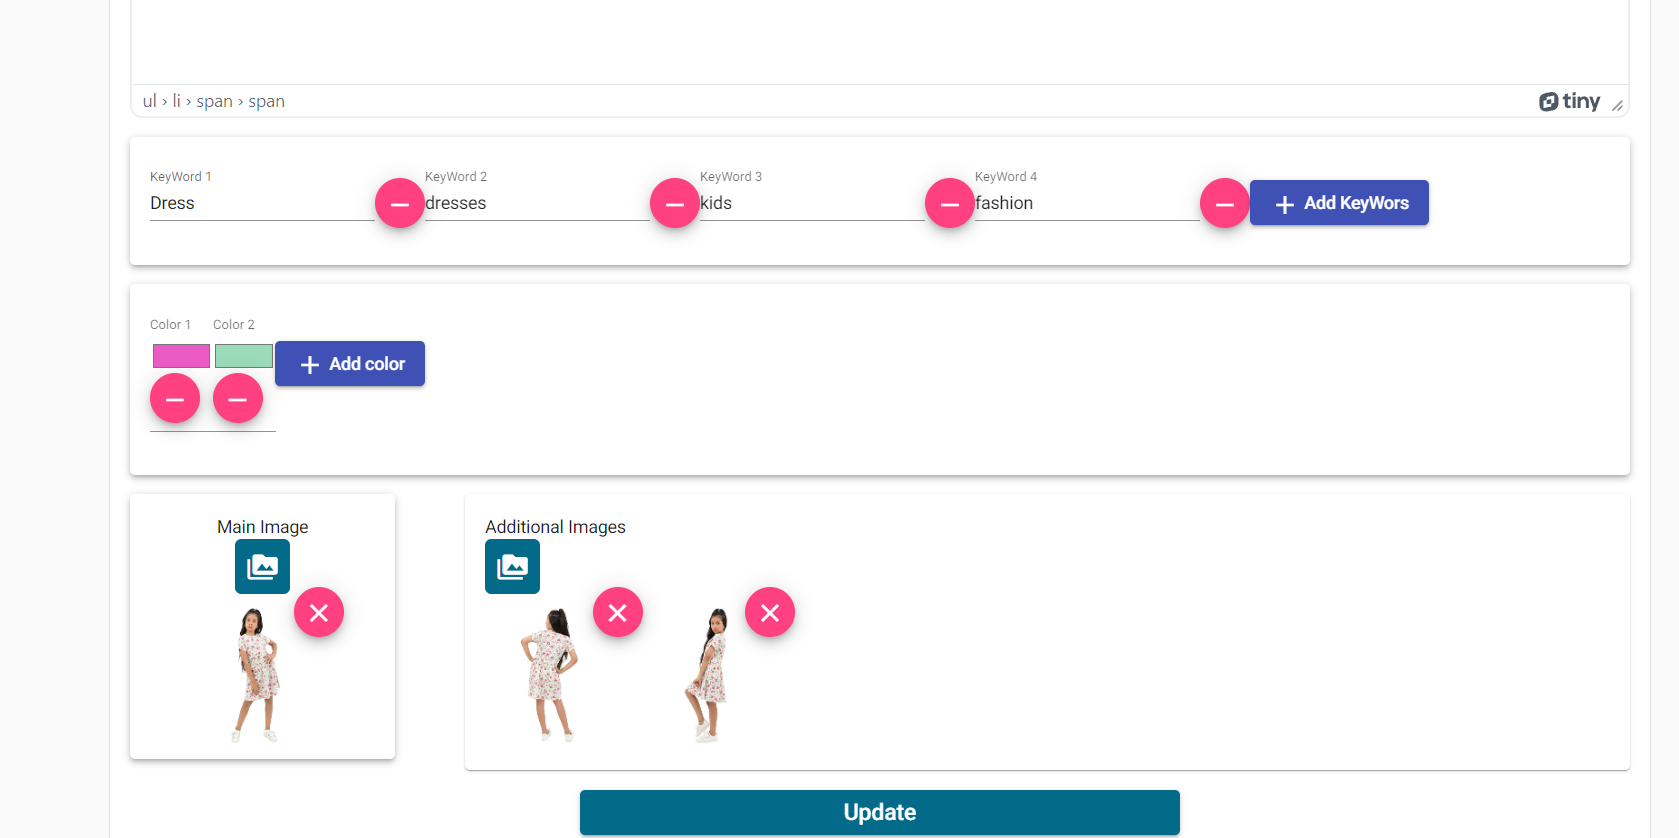 ul › li › span › span
tiny
KeyWord 1 KeyWord 2 KeyWord 3 KeyWord 4
Dress dresses kids fashion Add KeyWors
Color 1 Color 2
Add color
Main Image Additional Images
Update